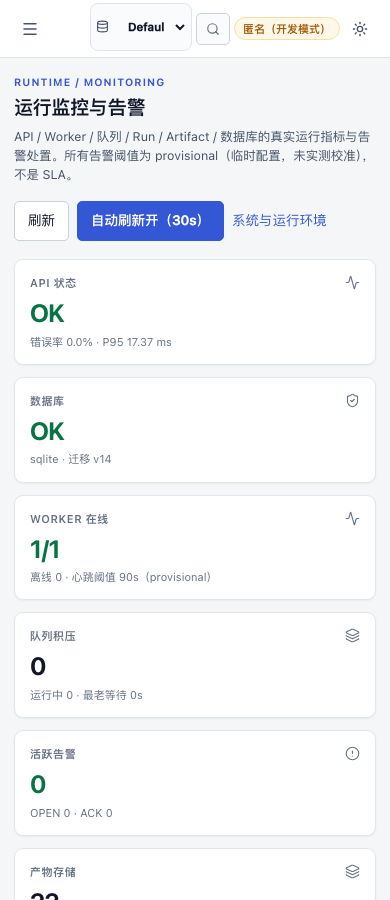 Defaul
匿名（开发模式）
RUNTIME / MONITORING
运行监控与告警
API / Worker / 队列 / Run / Artifact / 数据库的真实运行指标与告
警处置。所有告警阈值为 provisional（临时配置，未实测校准），
不是 SLA。
刷新
自动刷新开（30s）
系统与运行环境
API 状态
OK
错误率 0.0% · P95 17.37 ms
数据库
OK
sqlite · 迁移 v14
WORKER 在线
1/1
离线 0 · 心跳阈值 90s（provisional）
队列积压
0
运行中 0 · 最老等待 0s
活跃告警
0
OPEN 0 · ACK 0
产物存储